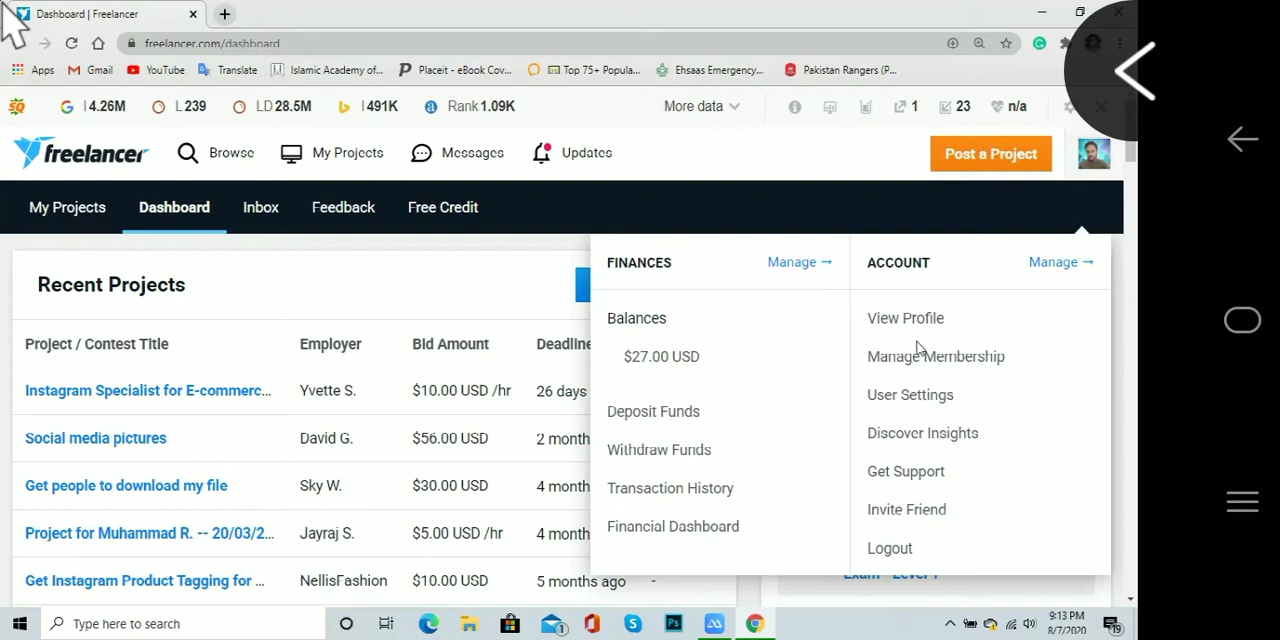 Dashboard | Freelancer
freelancer.com/dashboard
Apps Gmail YouTube Translate Islamic Academy of... Placeit - eBook Cov... Top 75+ Popula... Ehsaas Emergency... Pakistan Rangers (P...
SQ I 4.26M L 239 LD 28.5M I 491K Rank 1.09K More data 1 23 n/a
freelancer Browse My Projects Messages Updates Post a Project
My Projects Dashboard Inbox Feedback Free Credit
FINANCES Manage → ACCOUNT Manage →
Recent Projects
Balances View Profile
Project / Contest Title Employer Bid Amount Deadline
$27.00 USD Manage Membership
Instagram Specialist for E-commerc... Yvette S. $10.00 USD /hr 26 days User Settings
Deposit Funds
Social media pictures David G. $56.00 USD 2 month Discover Insights
Withdraw Funds Get Support
Get people to download my file Sky W. $30.00 USD 4 month
Transaction History Invite Friend
Project for Muhammad R. -- 20/03/2... Jayraj S. $5.00 USD /hr 4 month
Financial Dashboard Logout
Get Instagram Product Tagging for ... NellisFashion $10.00 USD 5 months ago -
Exam - Level 1
Type here to search 1 Ps 9:13 PM
8/7/2020 19